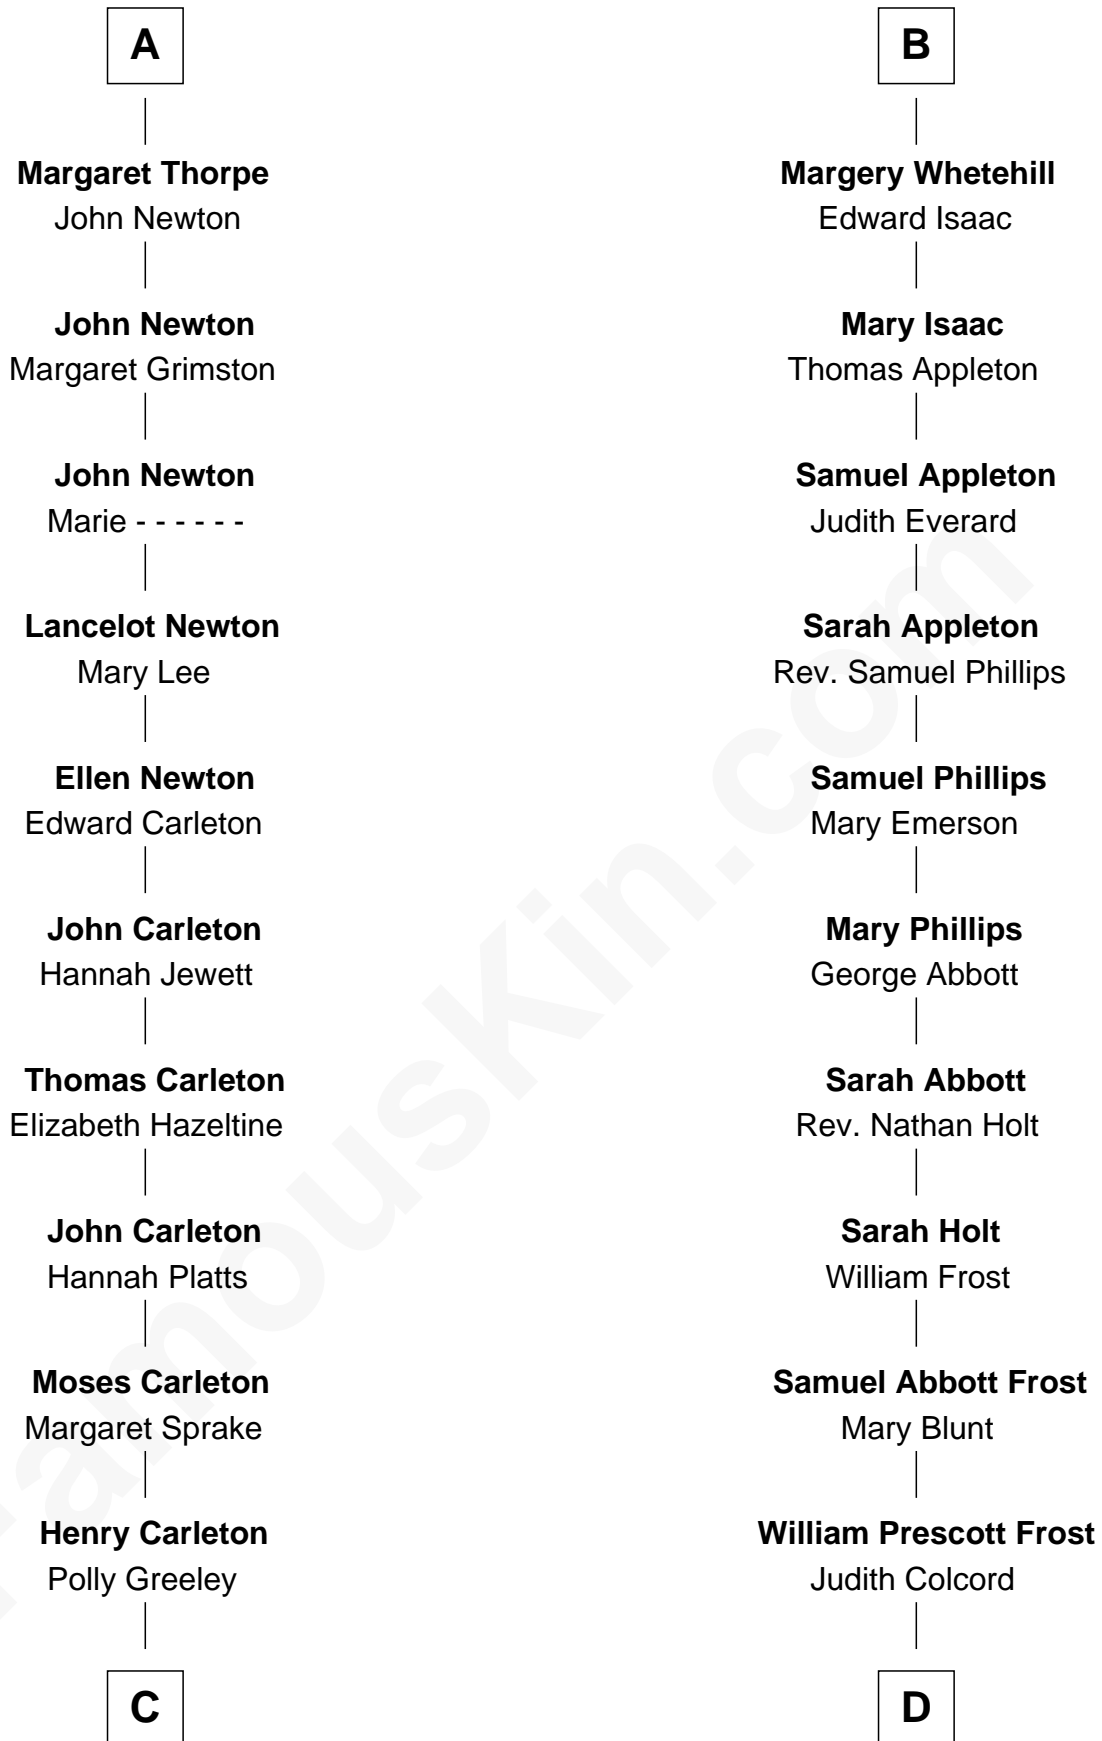 A
Margaret Thorpe
John Newton
John Newton
Margaret Grimston
John Newton
Marie - - - - - -
Lancelot Newton
Mary Lee
Ellen Newton
Edward Carleton
John Carleton
Hannah Jewett
Thomas Carleton
Elizabeth Hazeltine
John Carleton
Hannah Platts
Moses Carleton
Margaret Sprake
Henry Carleton
Polly Greeley
C
B
Margery Whetehill
Edward Isaac
Mary Isaac
Thomas Appleton
Samuel Appleton
Judith Everard
Sarah Appleton
Rev. Samuel Phillips
Samuel Phillips
Mary Emerson
Mary Phillips
George Abbott
Sarah Abbott
Rev. Nathan Holt
Sarah Holt
William Frost
Samuel Abbott Frost
Mary Blunt
William Prescott Frost
Judith Colcord
D
FamousKin.com